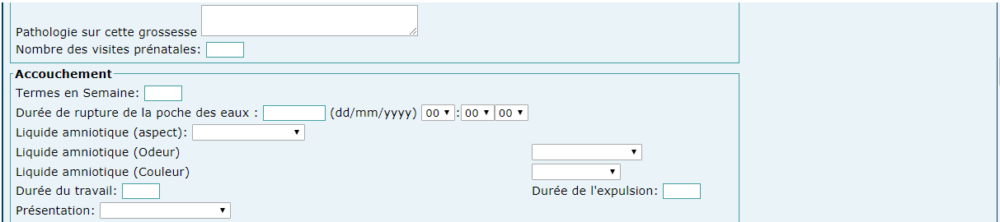 Pathologie sur cette grossesse
Nombre des visites prénatales:
Accouchement
Termes en Semaine:
Durée de rupture de la poche des eaux : (dd/mm/yyyy) 00 : 00 00
Liquide amniotique (aspect):
Liquide amniotique (Odeur)
Liquide amniotique (Couleur)
Durée du travail: Durée de l'expulsion:
Présentation: